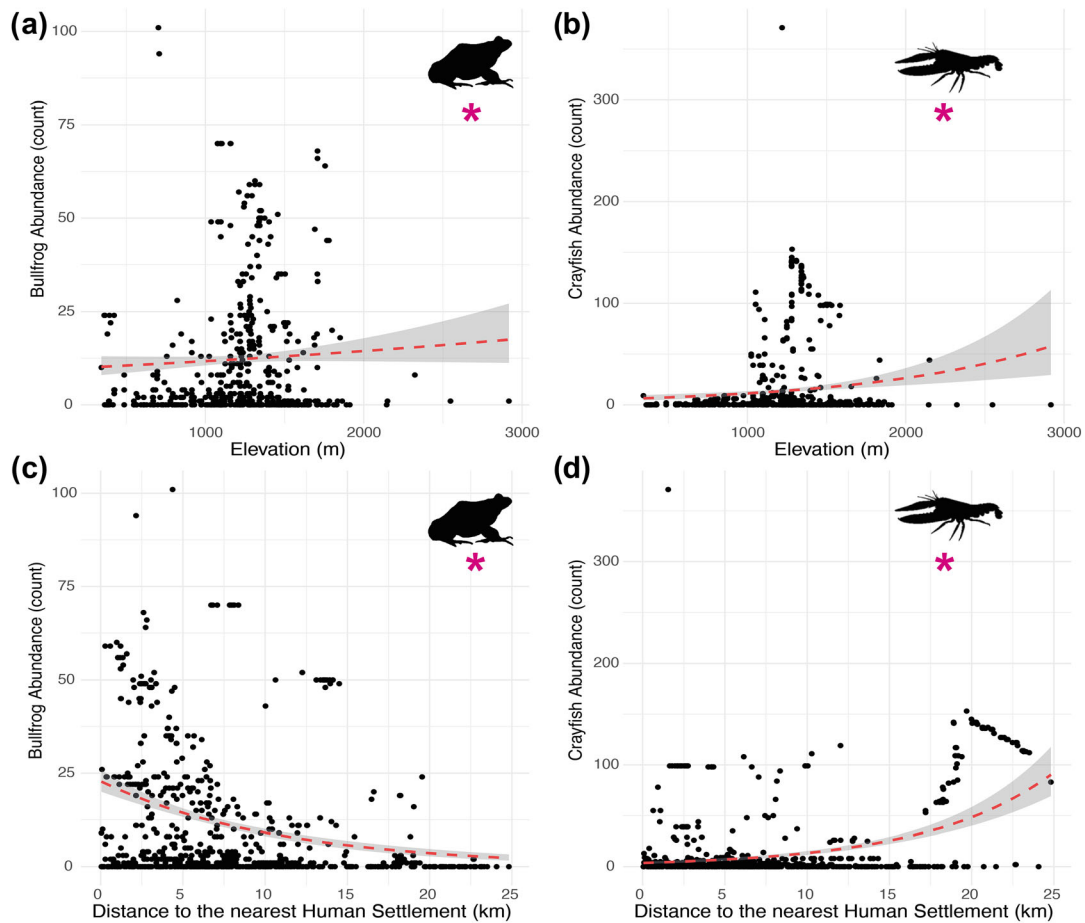 (a)
Bullfrog Abundance (count)
100
75
50
25
0
*
1000 2000 3000
Elevation (m)
(b)
Crayfish Abundance (count)
300
200
100
0
*
1000 2000 3000
Elevation (m)
(c)
Bullfrog Abundance (count)
100
75
50
25
0
*
0 5 10 15 20 25
Distance to the nearest Human Settlement (km)
(d)
Crayfish Abundance (count)
300
200
100
0
*
0 5 10 15 20 25
Distance to the nearest Human Settlement (km)